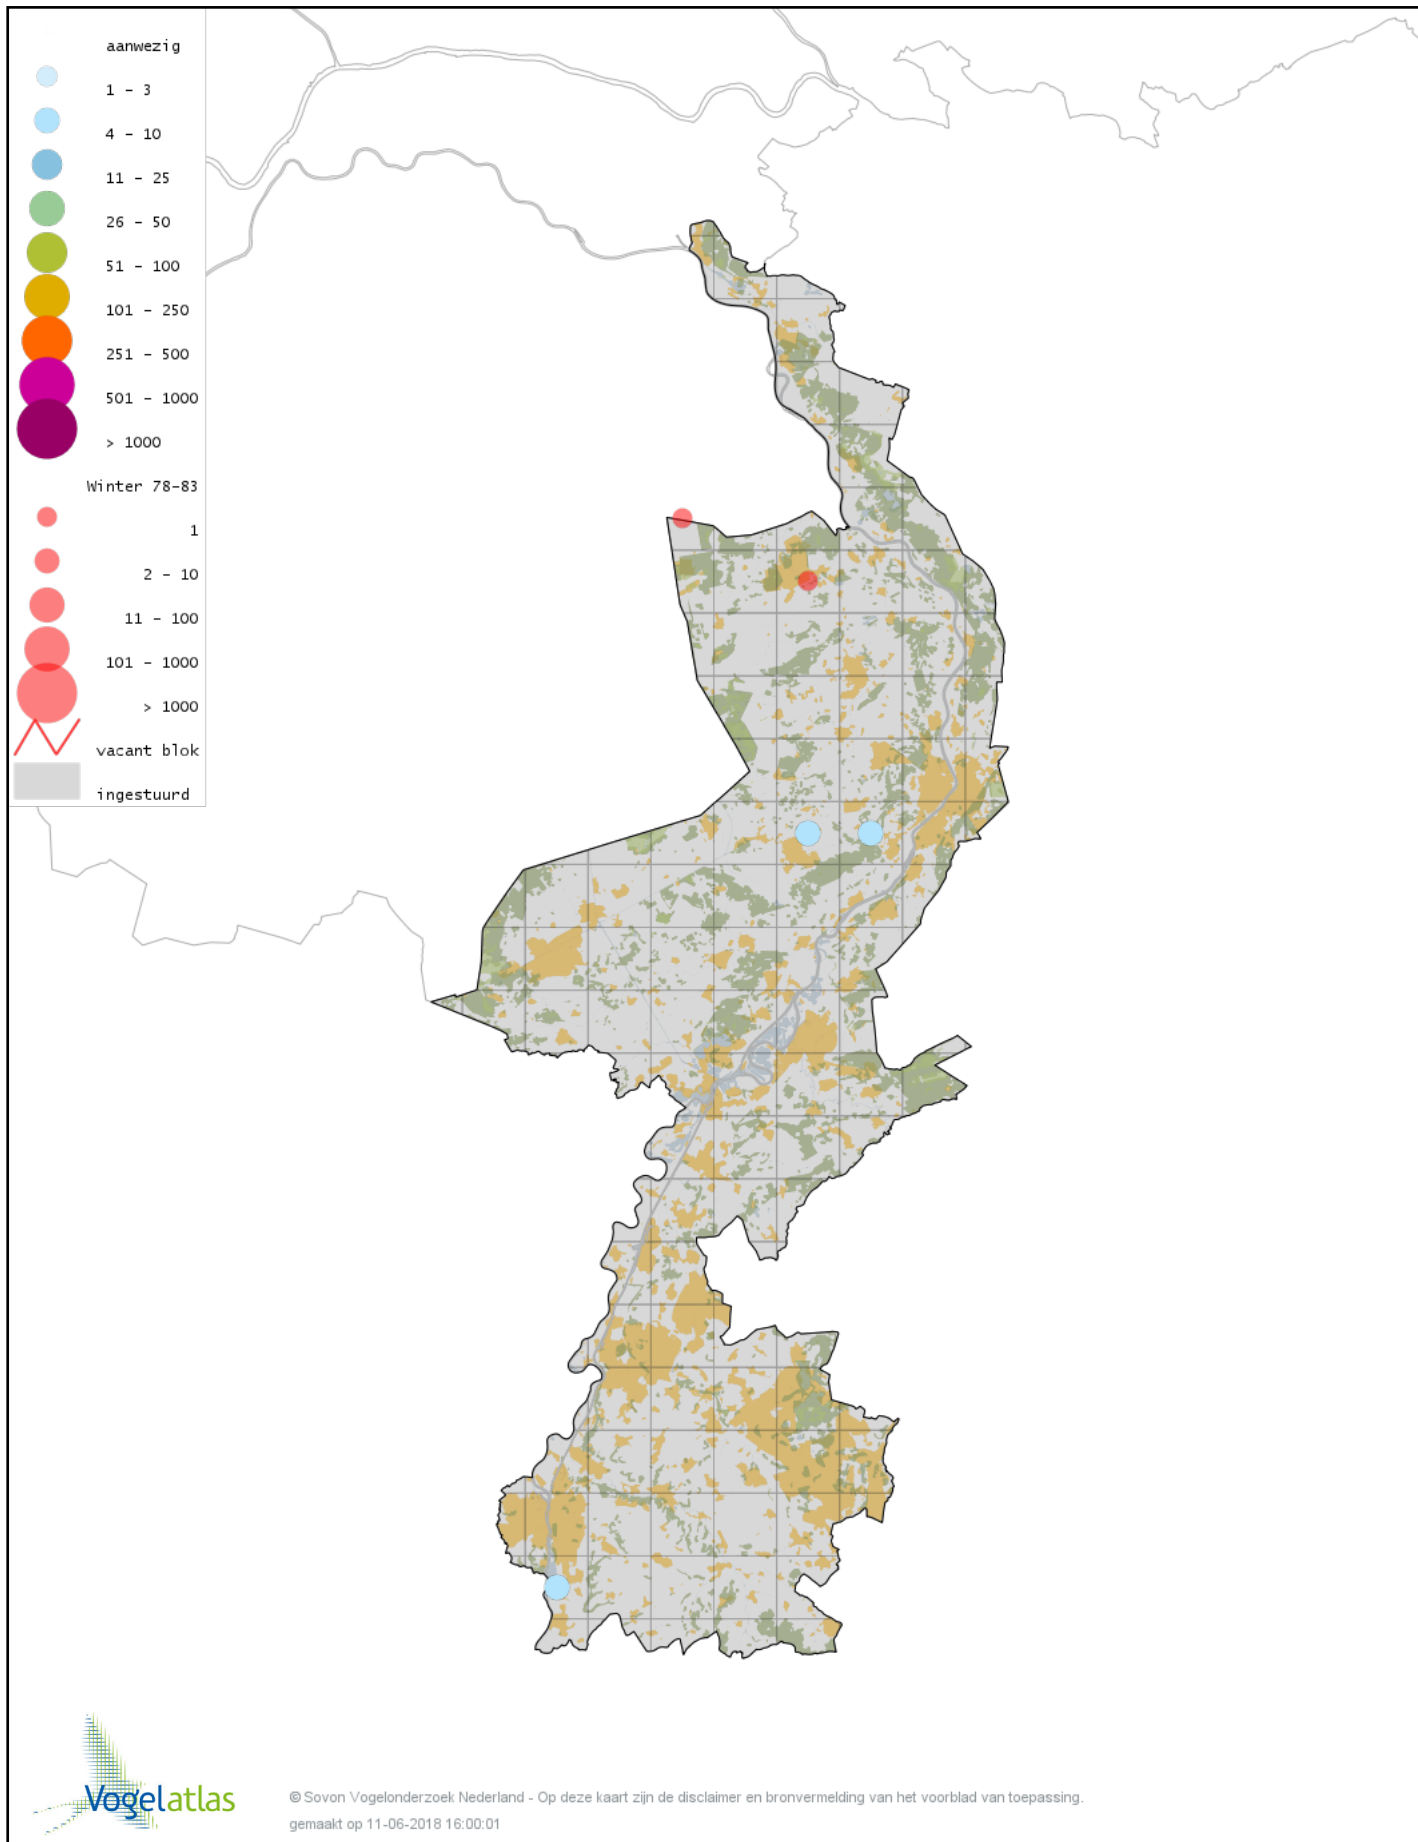 aanwezig
1 - 3
4 - 10
11 - 25
26 - 50
51 - 100
101 - 250
251 - 500
501 - 1000
> 1000
Winter 78-83
1
2 - 10
11 - 100
101 - 1000
> 1000
vacant blok
ingestuurd
Vogelatlas
© Sovon Vogelonderzoek Nederland - Op deze kaart zijn de disclaimer en bronvermelding van het voorblad van toepassing.
gemaakt op 11-06-2018 16:00:01